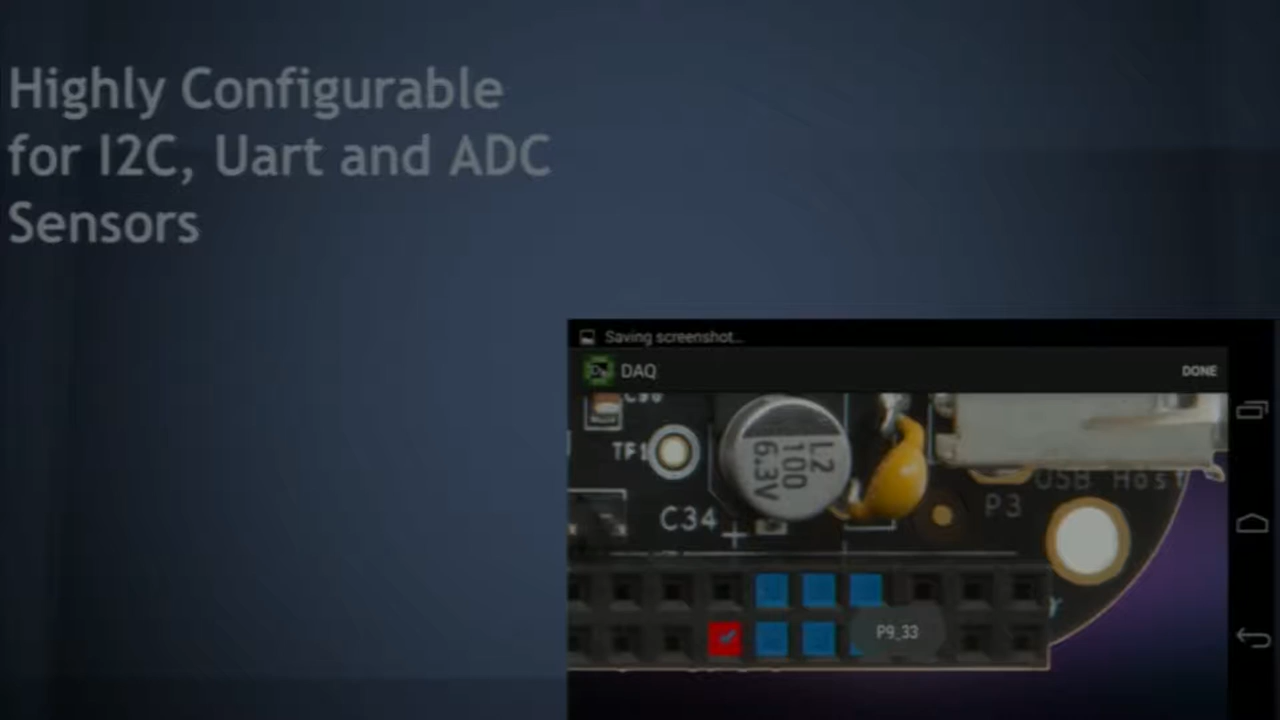 Highly Configurable
for I2C, Uart and ADC
Sensors
Saving screenshot...
DAQ
DONE
TF1
L2
100
6.3V
C34
USB Host
P3
P9_33